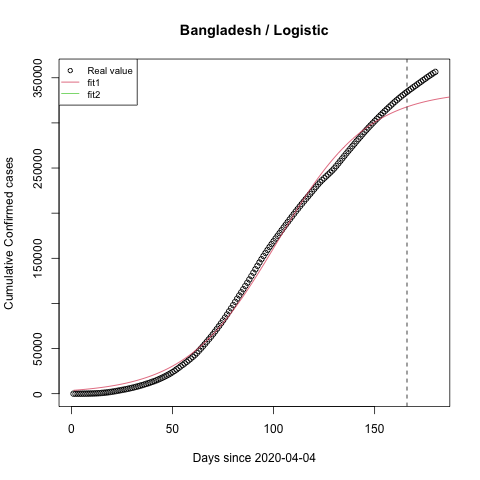 Bangladesh / Logistic
Real value
fit1
fit2
Cumulative Confirmed cases
350000
250000
150000
50000
0
0 50 100 150
Days since 2020-04-04